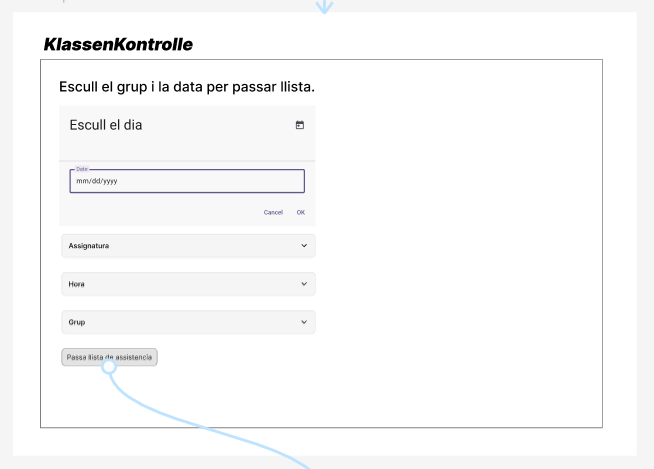 KlassenKontrolle
Escull el grup i la data per passar llista.
Escull el dia
Date
mm/dd/yyyy
Cancel OK
Assignatura
Hora
Grup
Passa llista de assistencia